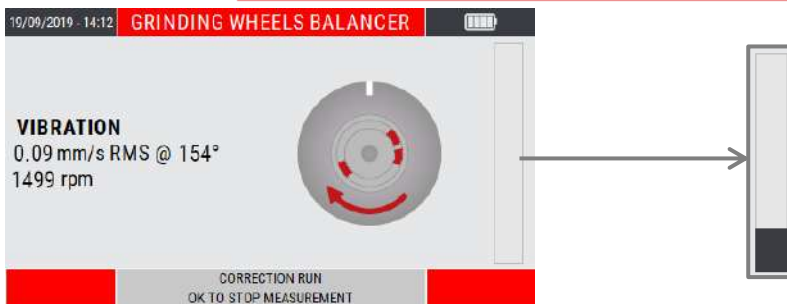 19/09/2019 - 14:12 GRINDING WHEELS BALANCER
VIBRATION
0.09 mm/s RMS @ 154°
1499 rpm
CORRECTION RUN
OK TO STOP MEASUREMENT